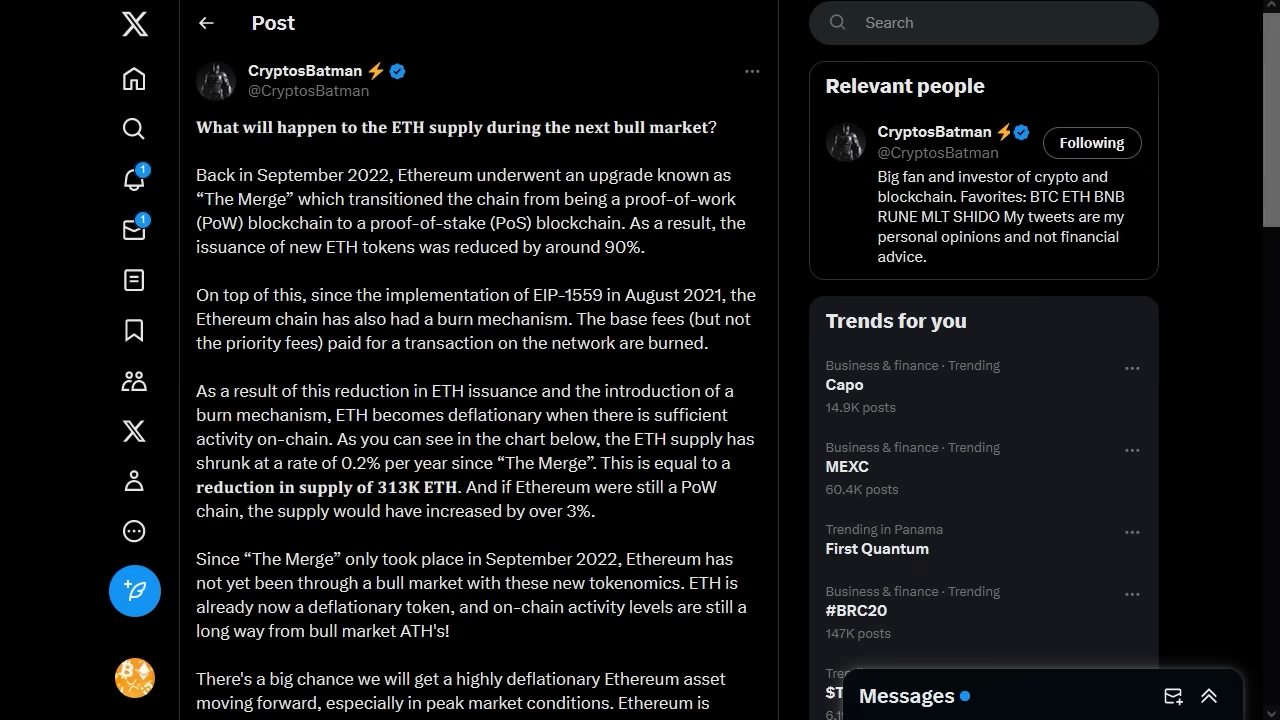 Post
Search
CryptosBatman ⚡
@CryptosBatman
What will happen to the ETH supply during the next bull market?
Back in September 2022, Ethereum underwent an upgrade known as
“The Merge” which transitioned the chain from being a proof-of-work
(PoW) blockchain to a proof-of-stake (PoS) blockchain. As a result, the
issuance of new ETH tokens was reduced by around 90%.
On top of this, since the implementation of EIP-1559 in August 2021, the
Ethereum chain has also had a burn mechanism. The base fees (but not
the priority fees) paid for a transaction on the network are burned.
As a result of this reduction in ETH issuance and the introduction of a
burn mechanism, ETH becomes deflationary when there is sufficient
activity on-chain. As you can see in the chart below, the ETH supply has
shrunk at a rate of 0.2% per year since “The Merge”. This is equal to a
reduction in supply of 313K ETH. And if Ethereum were still a PoW
chain, the supply would have increased by over 3%.
Since “The Merge” only took place in September 2022, Ethereum has
not yet been through a bull market with these new tokenomics. ETH is
already now a deflationary token, and on-chain activity levels are still a
long way from bull market ATH's!
There's a big chance we will get a highly deflationary Ethereum asset
moving forward, especially in peak market conditions. Ethereum is
1
1
Relevant people
CryptosBatman ⚡
@CryptosBatman
Following
Big fan and investor of crypto and
blockchain. Favorites: BTC ETH BNB
RUNE MLT SHIDO My tweets are my
personal opinions and not financial
advice.
Trends for you
Business & finance · Trending
Capo
14.9K posts
Business & finance · Trending
MEXC
60.4K posts
Trending in Panama
First Quantum
Business & finance · Trending
#BRC20
147K posts
Messages